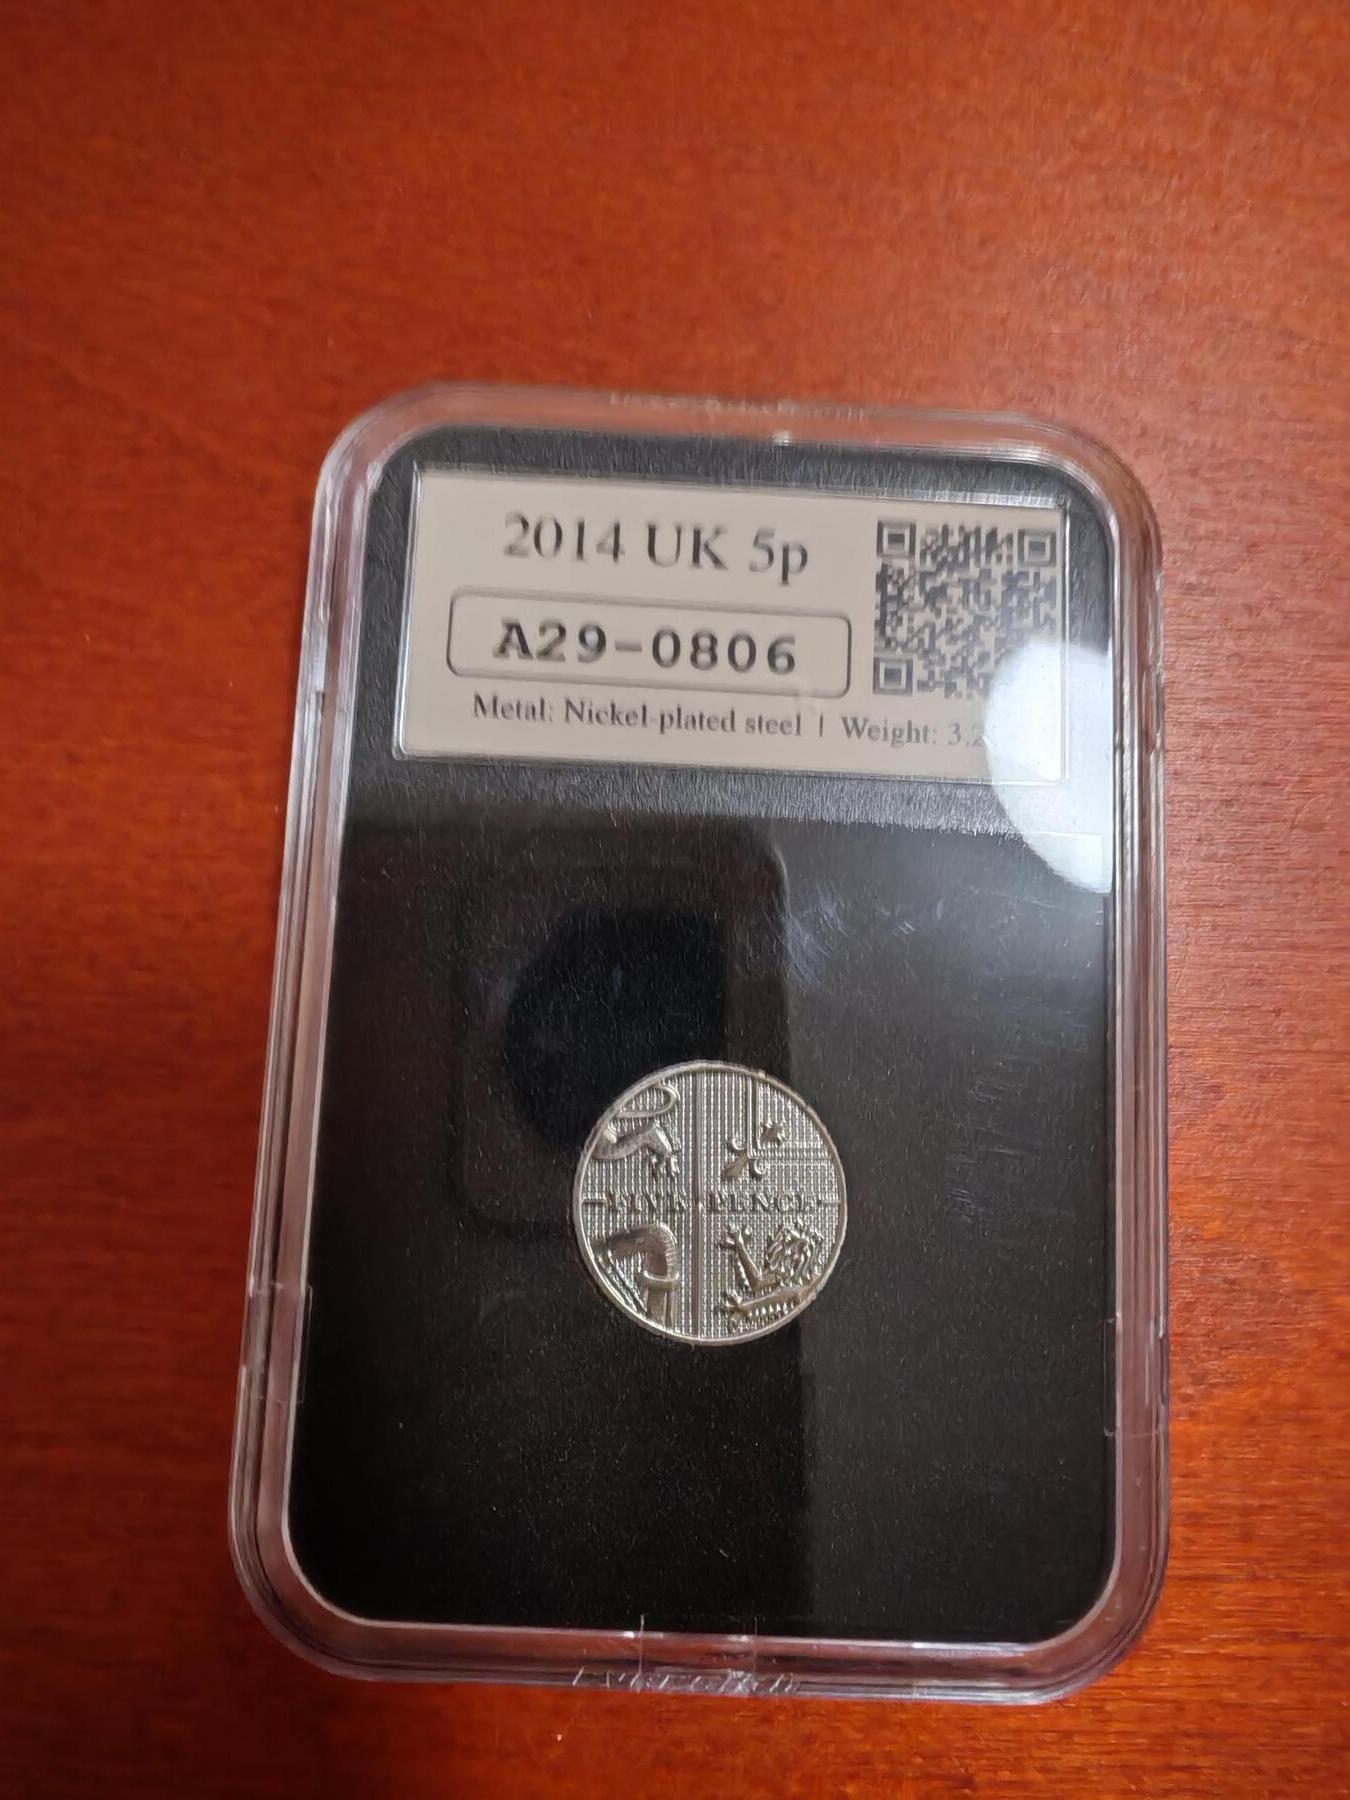 2014 UK 5p
A29-0806
Metal: Nickel-plated steel | Weight: 3.2
FIVE PENCE